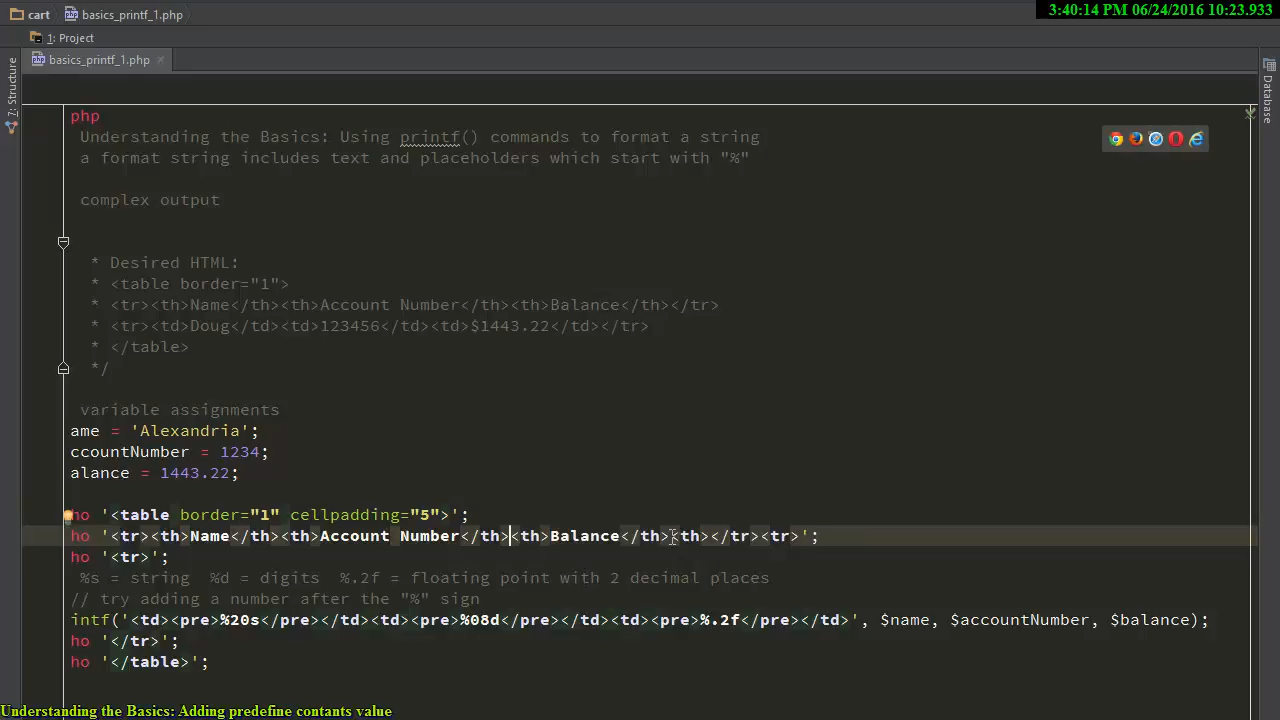 cart basics_printf_1.php
3:40:14 PM 06/24/2016 10:23.933
1: Project
basics_printf_1.php
7: Structure
Database
php
Understanding the Basics: Using printf() commands to format a string
a format string includes text and placeholders which start with "%"
complex output
* Desired HTML:
* <table border="1">
* <tr><th>Name</th><th>Account Number</th><th>Balance</th></tr>
* <tr><td>Doug</td><td>123456</td><td>$1443.22</td></tr>
* </table>
*/
variable assignments
ame = 'Alexandria';
ccountNumber = 1234;
alance = 1443.22;
ho '<table border="1" cellpadding="5">';
ho '<tr><th>Name</th><th>Account Number</th><th>Balance</th><th></tr><tr>';
ho '<tr>';
%s = string %d = digits %.2f = floating point with 2 decimal places
// try adding a number after the "%" sign
intf('<td><pre>%20s</pre></td><td><pre>%08d</pre></td><td><pre>%.2f</pre></td>', $name, $accountNumber, $balance);
ho '</tr>';
ho '</table>';
Understanding the Basics: Adding predefine contants value